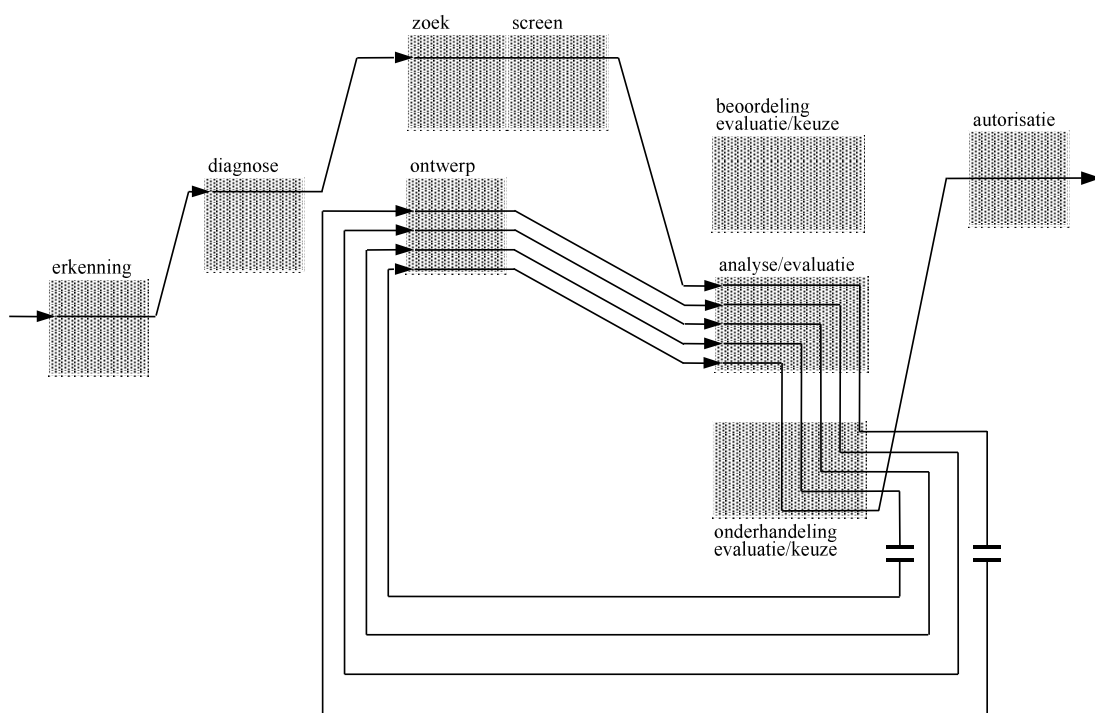 zoek
screen
beoordeling
evaluatie/keuze
autorisatie
diagnose
ontwerp
erkenning
analyse/evaluatie
onderhandeling
evaluatie/keuze